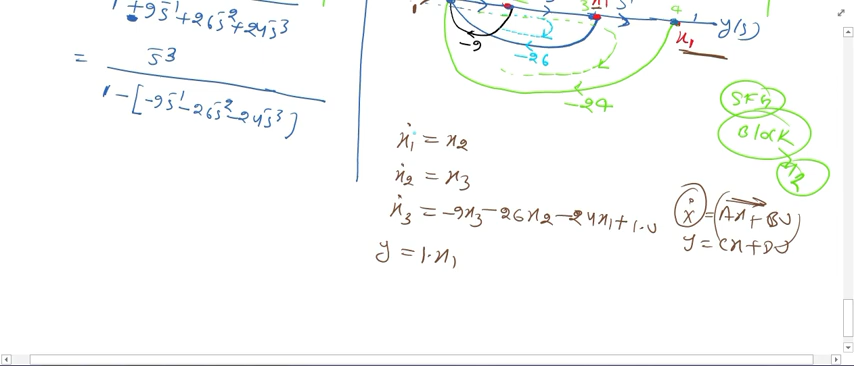 1 + 9s⁻¹ + 26s⁻² + 24s⁻³
= s⁻³
1 - [-9s⁻¹ - 26s⁻² - 24s⁻³]
3
4
y(s)
x₁
-9
-26
-24
SFG
Block
ẋ₁ = x₂
ẋ₂ = x₃
ẋ₃ = -9x₃ - 26x₂ - 24x₁ + 1.U
y = 1.x₁
Ẋ = (AX + BU)
Y = CX + DU